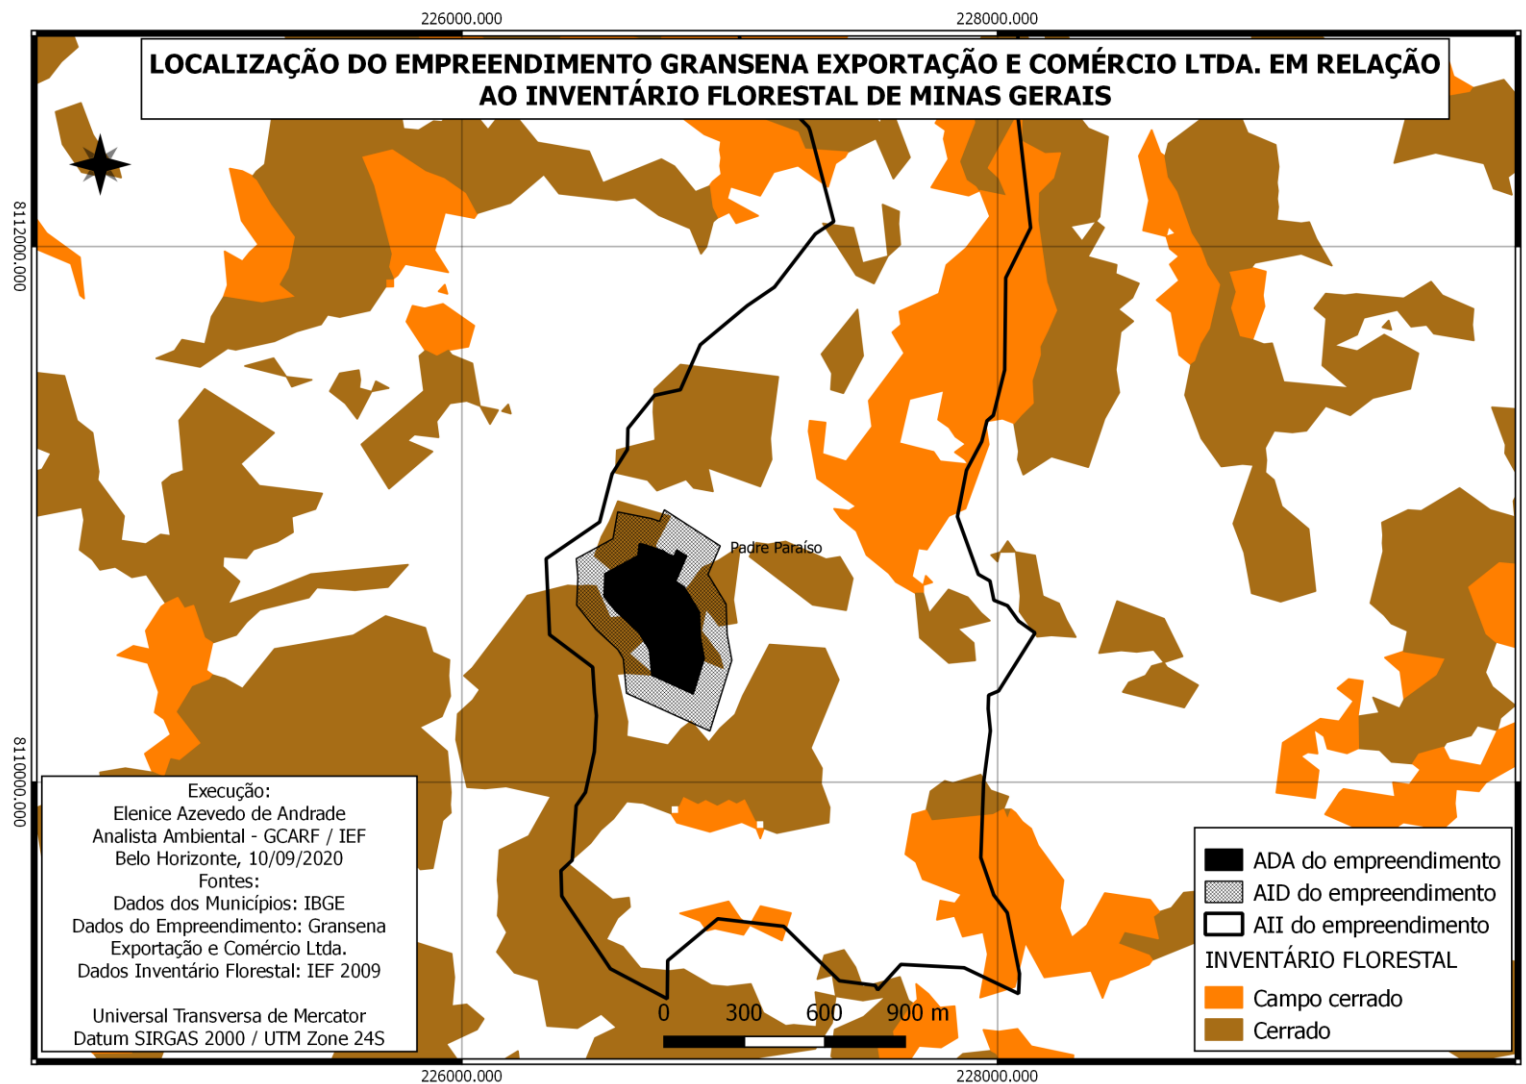 226000.000
228000.000
LOCALIZAÇÃO DO EMPREENDIMENTO GRANSENA EXPORTAÇÃO E COMÉRCIO LTDA. EM RELAÇÃO
AO INVENTÁRIO FLORESTAL DE MINAS GERAIS
8112000.000
8110000.000
Padre Paraíso
Execução:
Elenice Azevedo de Andrade
Analista Ambiental - GCARF / IEF
Belo Horizonte, 10/09/2020
Fontes:
Dados dos Municípios: IBGE
Dados do Empreendimento: Gransena
Exportação e Comércio Ltda.
Dados Inventário Florestal: IEF 2009
Universal Transversa de Mercator
Datum SIRGAS 2000 / UTM Zone 24S
0 300 600 900 m
ADA do empreendimento
AID do empreendimento
AII do empreendimento
INVENTÁRIO FLORESTAL
Campo cerrado
Cerrado
226000.000
228000.000